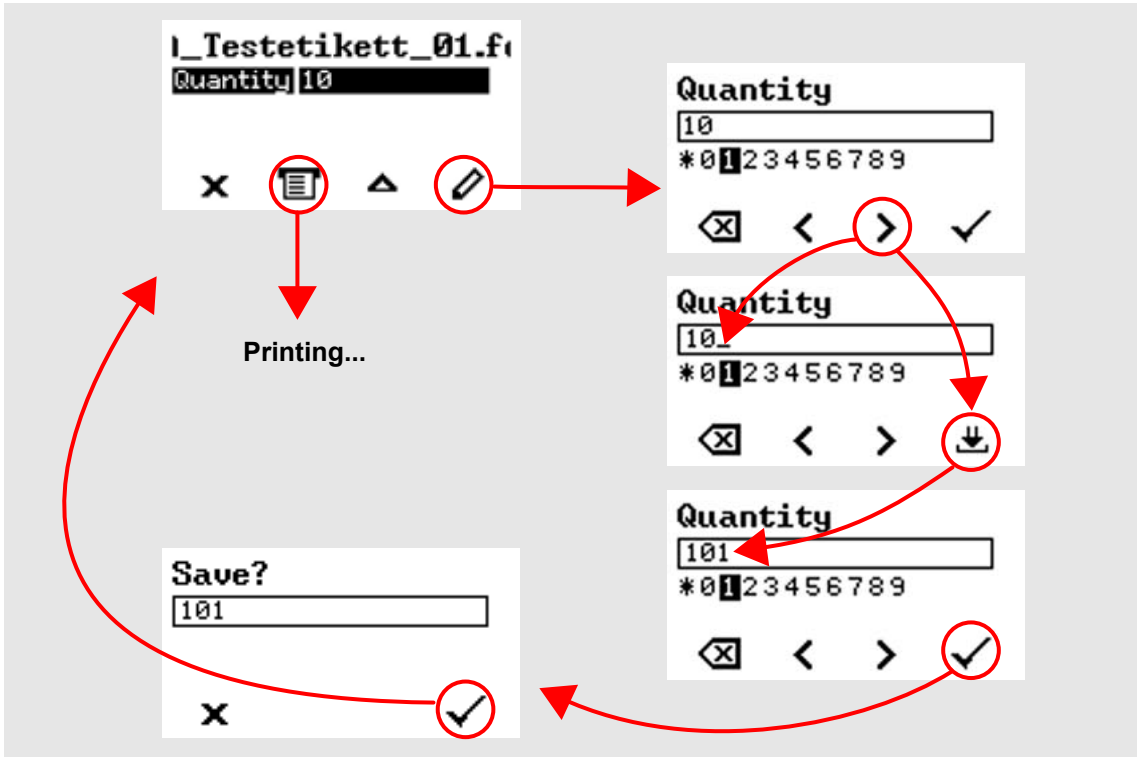 _Testetikett_01.f
Quantity 10
Printing...
Quantity
10
*0123456789
Quantity
10_
*0123456789
Quantity
101
*0123456789
Save?
101